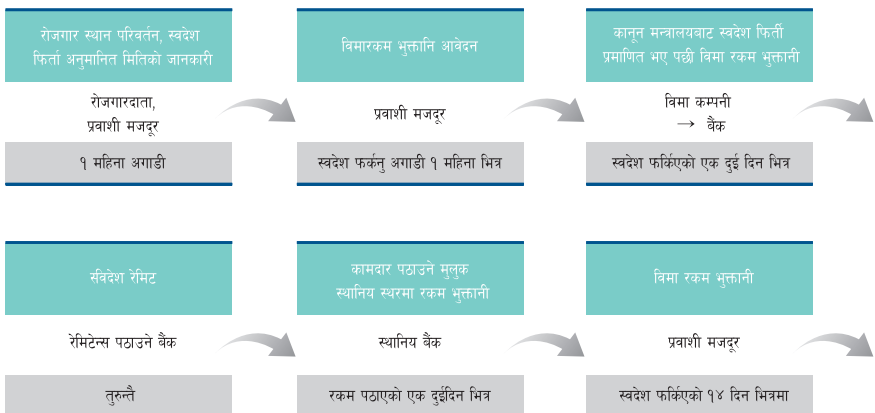 रोजगार स्थान परिवर्तन, स्वदेश
फिर्ता अनुमानित मितिको जानकारी
रोजगारदाता,
प्रवाशी मजदूर
१ महिना अगाडी
बिमारकम भुक्तानि आवेदन
प्रवाशी मजदूर
स्वदेश फर्कनु अगाडी १ महिना भित्र
कानून मन्त्रालयबाट स्वदेश फिर्ती
प्रमाणित भए पछी विमा रकम भुक्तानी
विमा कम्पनी
→ बैंक
स्वदेश फर्किएको एक दुई दिन भित्र
संविदेश रेमिट
रेमिटेन्स पठाउने बैंक
तुरुन्तै
कामदार पठाउने मुलुक
स्थानिय स्थरमा रकम भुक्तानी
स्थानिय बैंक
रकम पठाएको एक दुईदिन भित्र
विमा रकम भुक्तानी
प्रवाशी मजदूर
स्वदेश फर्किएको १४ दिन भित्रमा